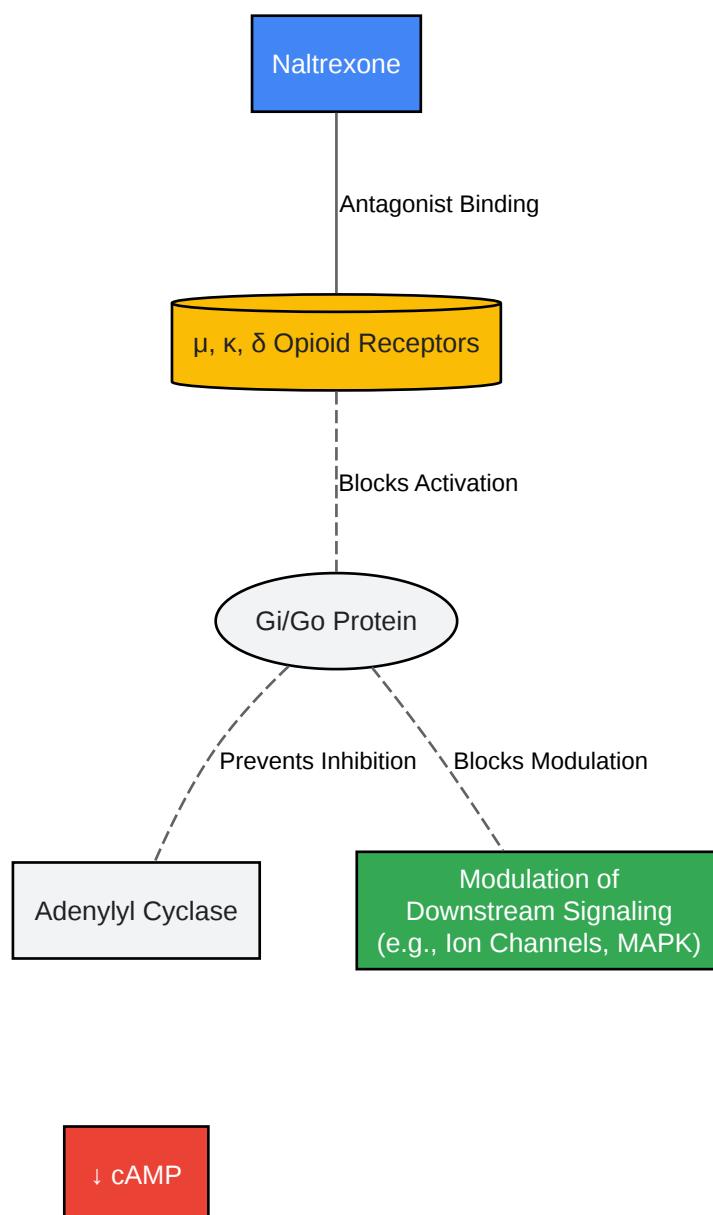 Naltrexone
Antagonist Binding
μ, κ, δ Opioid Receptors
Blocks Activation
Gi/Go Protein
Prevents Inhibition
Blocks Modulation
Adenylyl Cyclase
Modulation of
Downstream Signaling
(e.g., Ion Channels, MAPK)
↓ cAMP